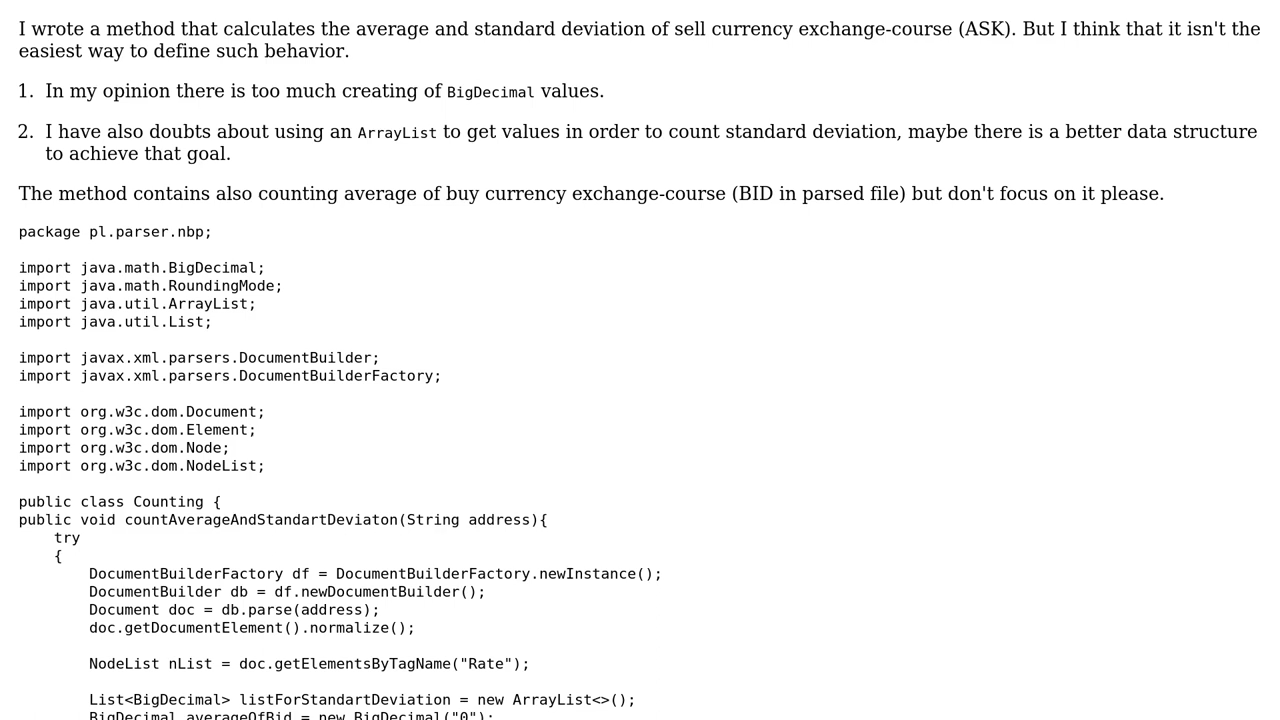 I wrote a method that calculates the average and standard deviation of sell currency exchange-course (ASK). But I think that it isn't the
easiest way to define such behavior.
1. In my opinion there is too much creating of BigDecimal values.
2. I have also doubts about using an ArrayList to get values in order to count standard deviation, maybe there is a better data structure
to achieve that goal.
The method contains also counting average of buy currency exchange-course (BID in parsed file) but don't focus on it please.
package pl.parser.nbp;
import java.math.BigDecimal;
import java.math.RoundingMode;
import java.util.ArrayList;
import java.util.List;
import javax.xml.parsers.DocumentBuilder;
import javax.xml.parsers.DocumentBuilderFactory;
import org.w3c.dom.Document;
import org.w3c.dom.Element;
import org.w3c.dom.Node;
import org.w3c.dom.NodeList;
public class Counting {
public void countAverageAndStandartDeviaton(String address){
try
{
DocumentBuilderFactory df = DocumentBuilderFactory.newInstance();
DocumentBuilder db = df.newDocumentBuilder();
Document doc = db.parse(address);
doc.getDocumentElement().normalize();
NodeList nList = doc.getElementsByTagName("Rate");
List<BigDecimal> listForStandartDeviation = new ArrayList<>();
BigDecimal averageOfBid = new BigDecimal("0");